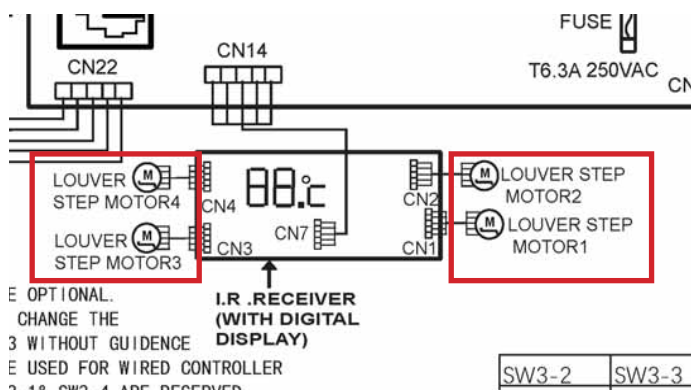 FUSE
T6.3A 250VAC
CN
CN22
CN14
LOUVER M
STEP MOTOR4
CN4
88.°c
CN2
M LOUVER STEP
MOTOR2
LOUVER M
STEP MOTOR3
CN3
CN7
CN1
M LOUVER STEP
MOTOR1
E OPTIONAL.
CHANGE THE
3 WITHOUT GUIDENCE
E USED FOR WIRED CONTROLLER
I.R .RECEIVER
(WITH DIGITAL
DISPLAY)
SW3-2 SW3-3